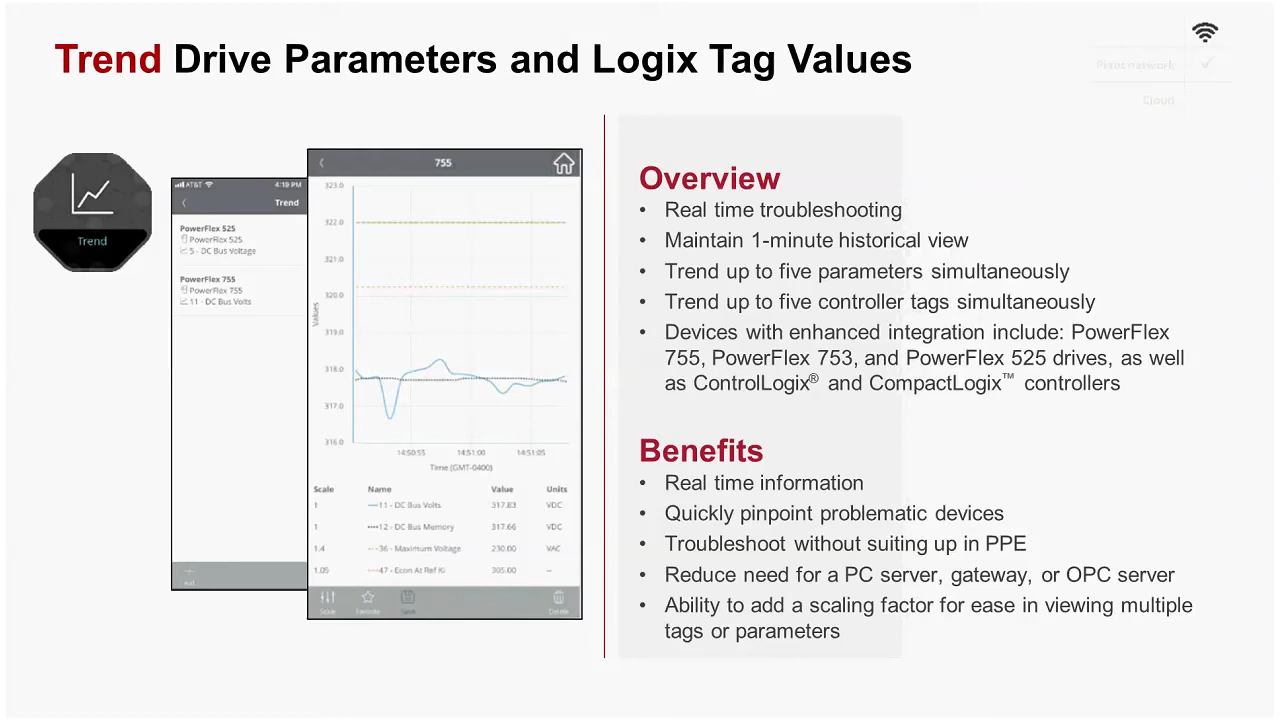 Trend Drive Parameters and Logix Tag Values
Plant network ✓
Cloud
Trend
AT&T 4:19 PM
Trend
PowerFlex 525
PowerFlex 525
5 - DC Bus Voltage
PowerFlex 755
PowerFlex 755
11 - DC Bus Volts
Add
755
323.0
322.0
321.0
320.0
319.0
318.0
317.0
316.0
Values
14:50:55 14:51:00 14:51:05
Time (GMT-0400)
Scale Name Value Units
1 11 - DC Bus Volts 317.83 VDC
1 12 - DC Bus Memory 317.66 VDC
1.4 36 - Maximum Voltage 230.00 VAC
1.05 47 - Econ At Ref Ki 305.00 --
Scale Favorite Save Delete
Overview
• Real time troubleshooting
• Maintain 1-minute historical view
• Trend up to five parameters simultaneously
• Trend up to five controller tags simultaneously
• Devices with enhanced integration include: PowerFlex
755, PowerFlex 753, and PowerFlex 525 drives, as well
as ControlLogix® and CompactLogix™ controllers
Benefits
• Real time information
• Quickly pinpoint problematic devices
• Troubleshoot without suiting up in PPE
• Reduce need for a PC server, gateway, or OPC server
• Ability to add a scaling factor for ease in viewing multiple
tags or parameters